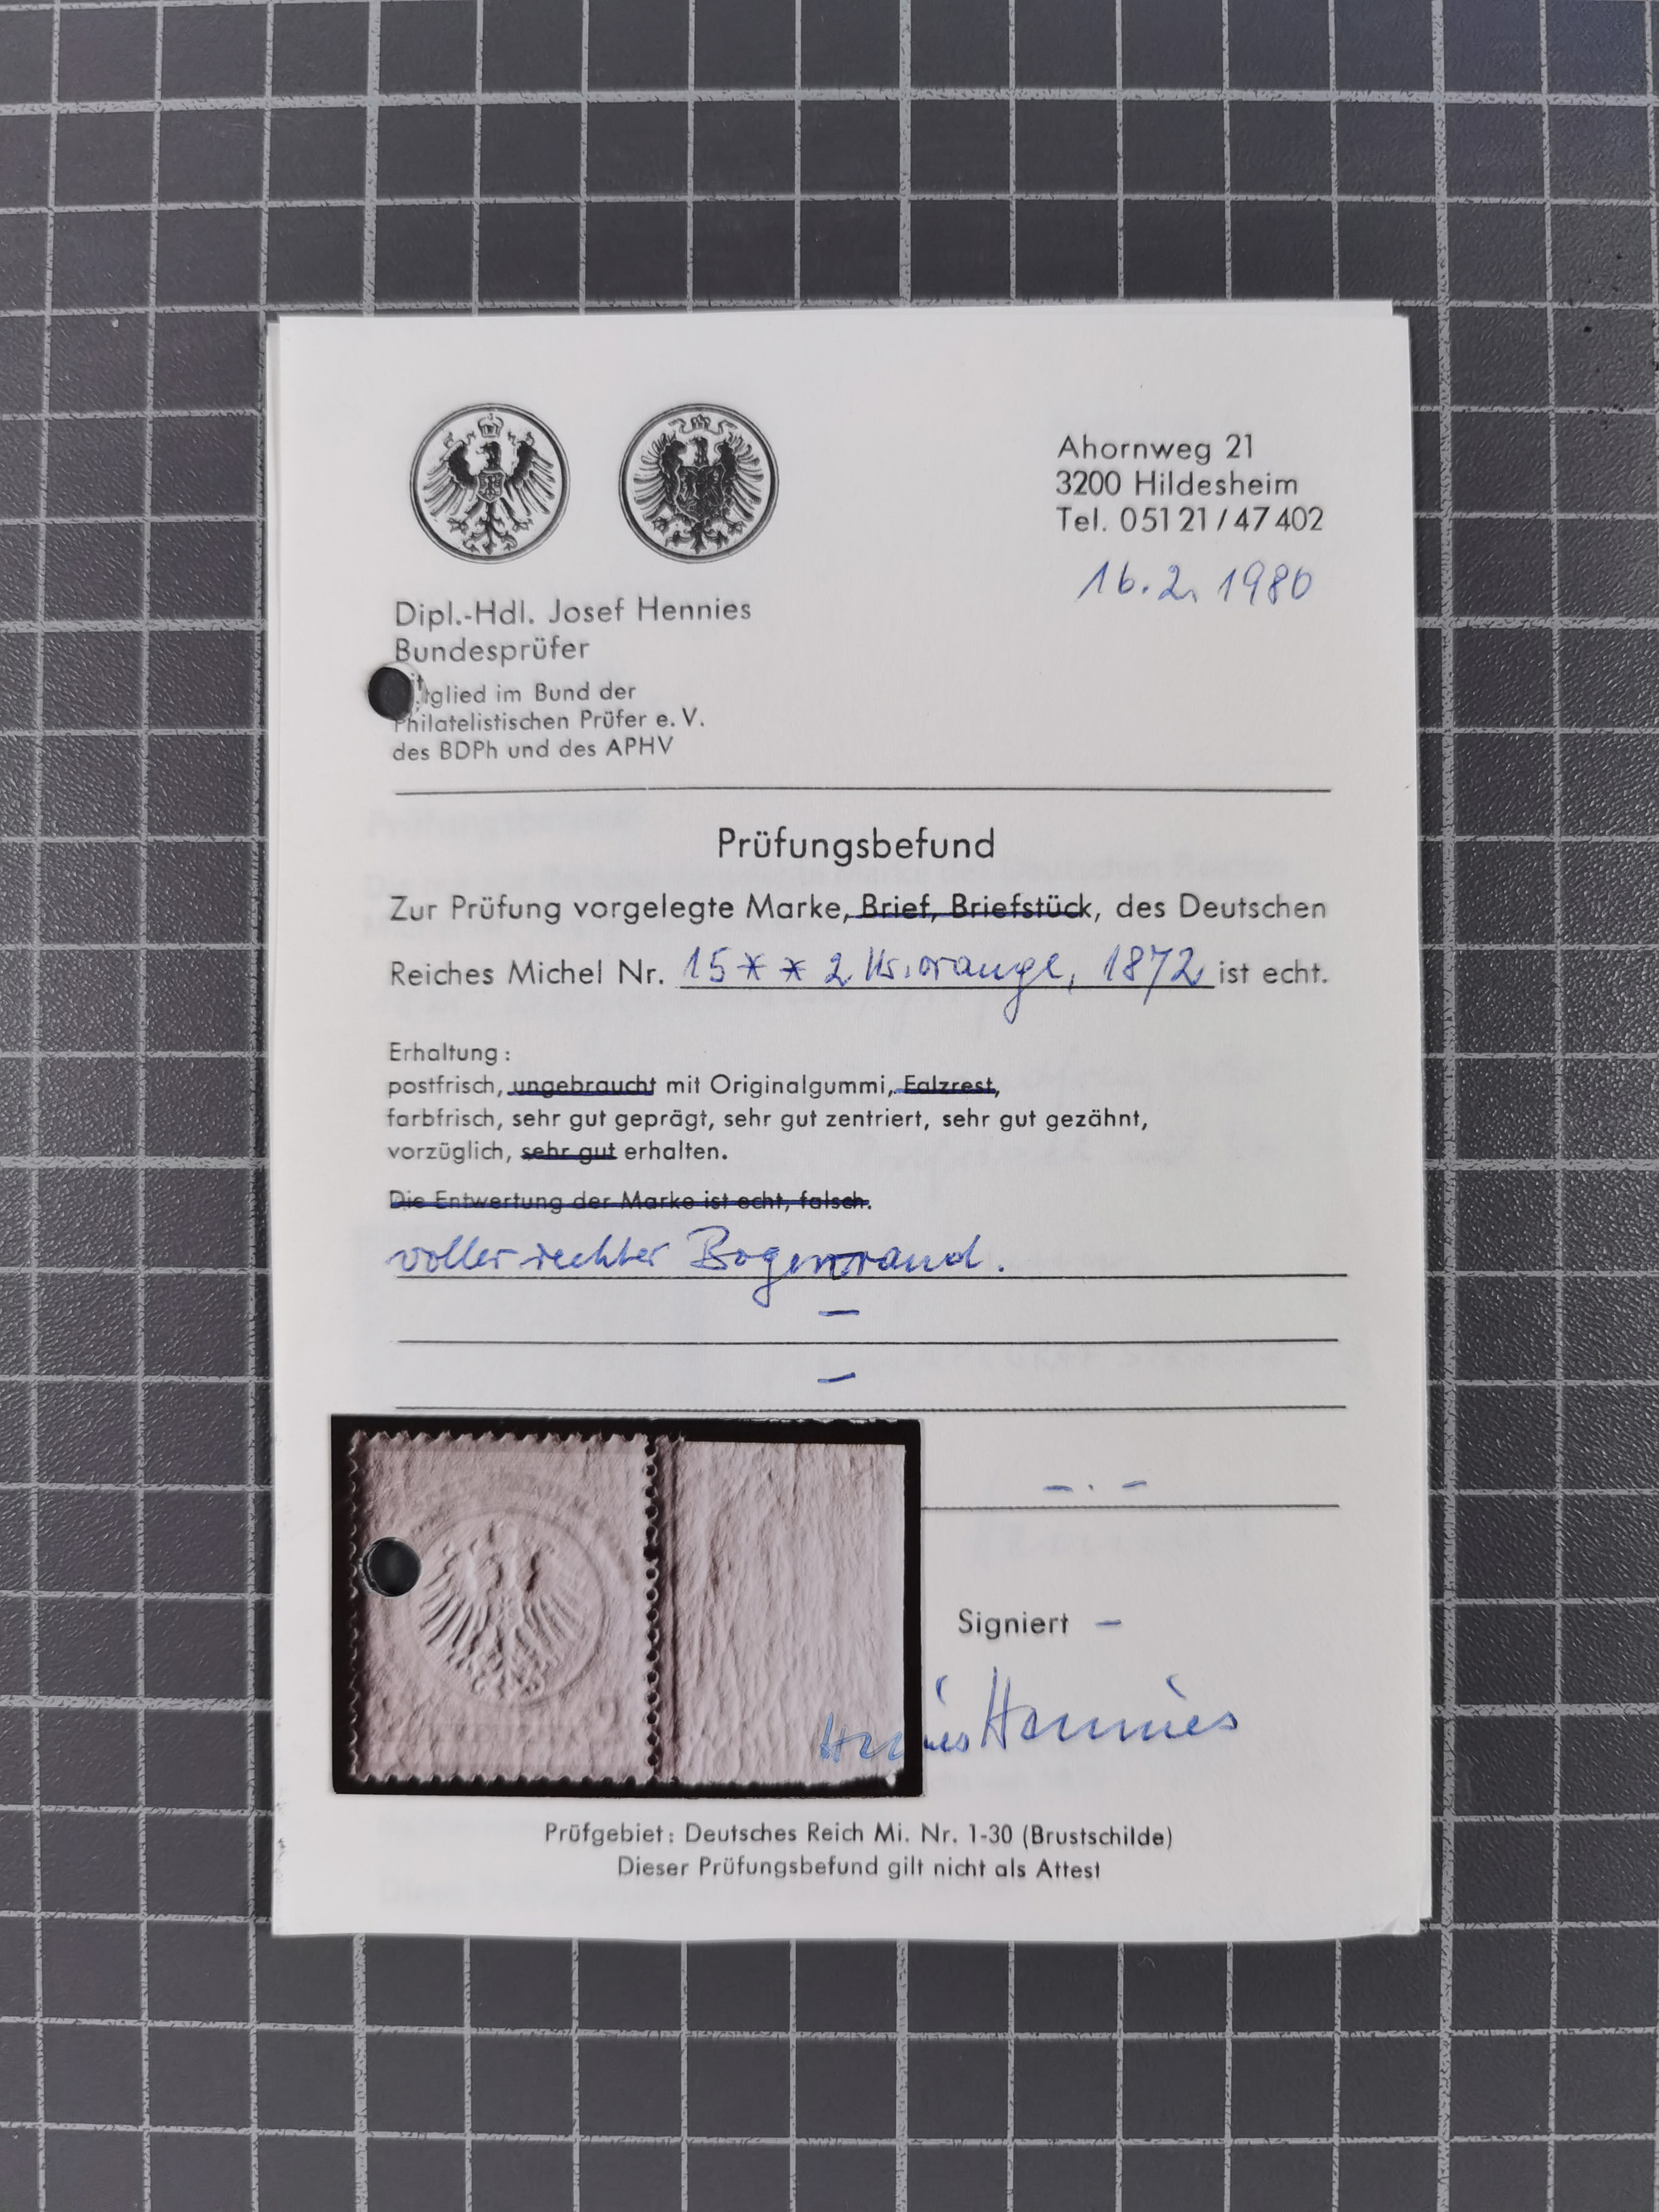 Ahornweg 21
3200 Hildesheim
Tel. 05121/47402
16.2.1980
Dipl.-Hdl. Josef Hennies
Bundesprüfer
itglied im Bund der
Philatelistischen Prüfer e. V.
des BDPh und des APHV
Prüfungsbefund
Zur Prüfung vorgelegte Marke, Brief, Briefstück, des Deutschen
Reiches Michel Nr. 15 * * 2 Kr. orange, 1872, ist echt.
Erhaltung:
postfrisch, ungebraucht mit Originalgummi, Falzrest,
farbfrisch, sehr gut geprägt, sehr gut zentriert, sehr gut gezähnt,
vorzüglich, sehr gut erhalten.
Die Entwertung der Marke ist echt, falsch.
voller rechter Bogenrand.
–
–
– . –
Signiert –
Hennies Hennies
Prüfgebiet: Deutsches Reich Mi. Nr. 1-30 (Brustschilde)
Dieser Prüfungsbefund gilt nicht als Attest